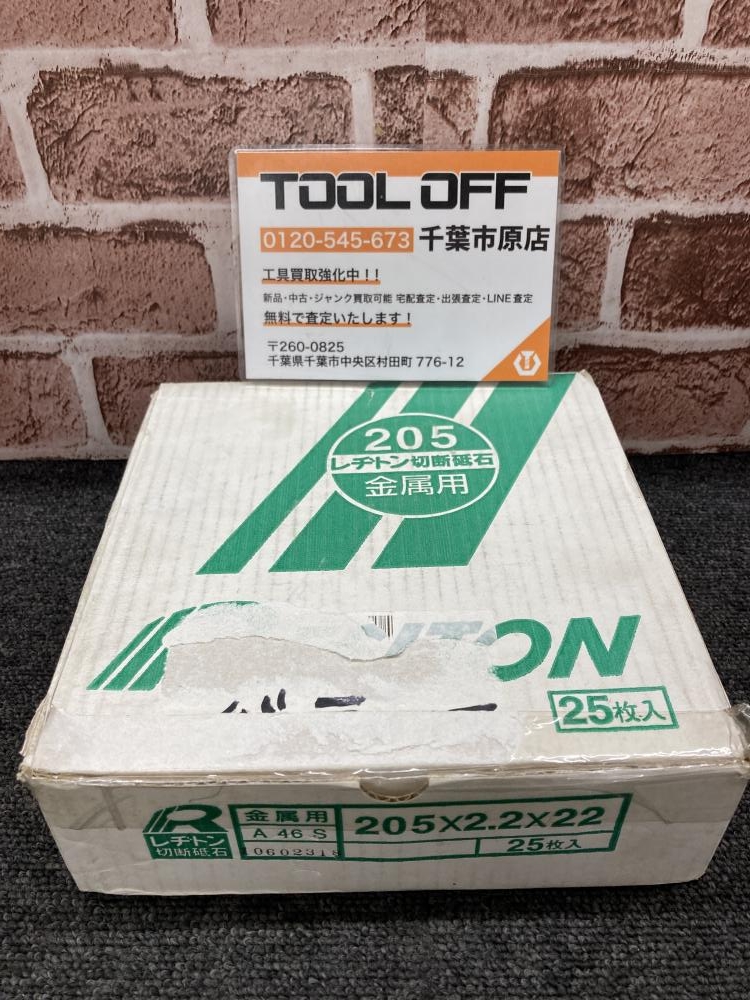 TOOL OFF
0120-545-673 千葉市原店
工具買取強化中!!
新品・中古・ジャンク買取可能 宅配査定・出張査定・LINE査定
無料で査定いたします!
〒260-0825
千葉県千葉市中央区村田町 776-12
205
レヂトン切断砥石
金属用
TON
25枚入
R
レヂトン
切断砥石
金属用
A 46 S
205X2.2X22
25枚入